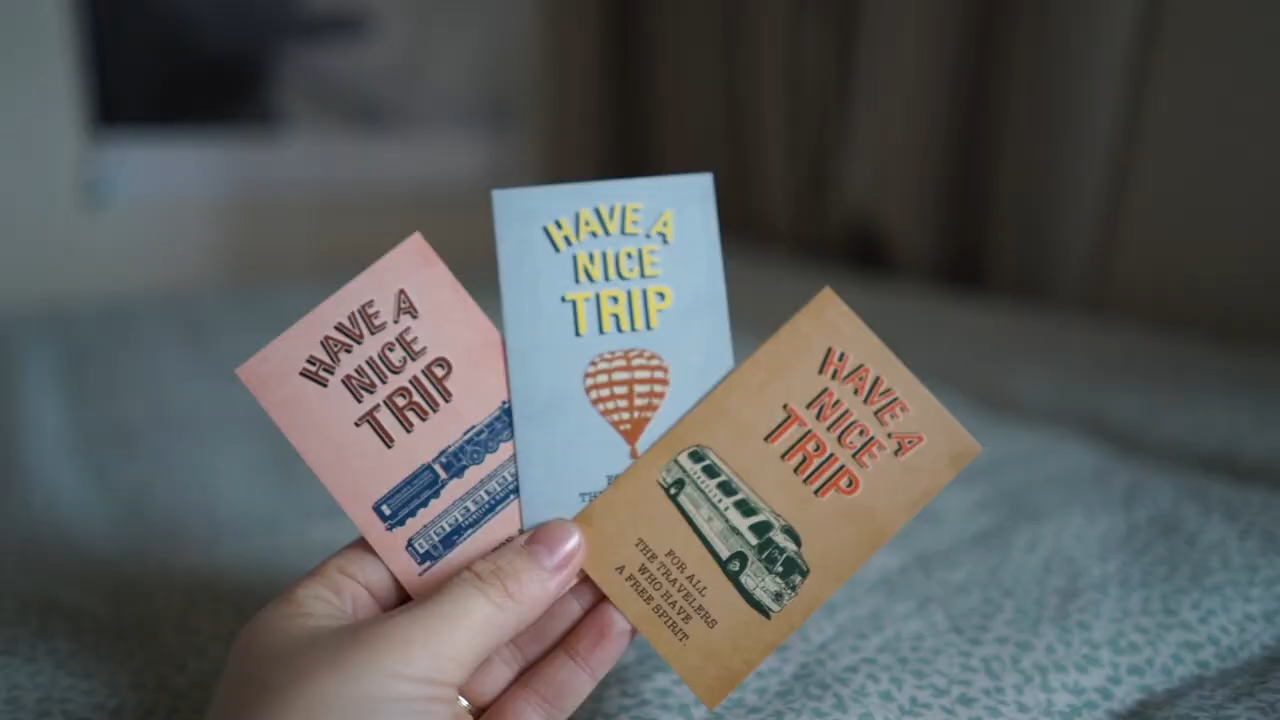 HAVE A
NICE
TRIP
HAVE A
NICE
TRIP
HAVE A
NICE
TRIP
FOR ALL
THE TRAVELERS
WHO HAVE
A FREE SPIRIT.